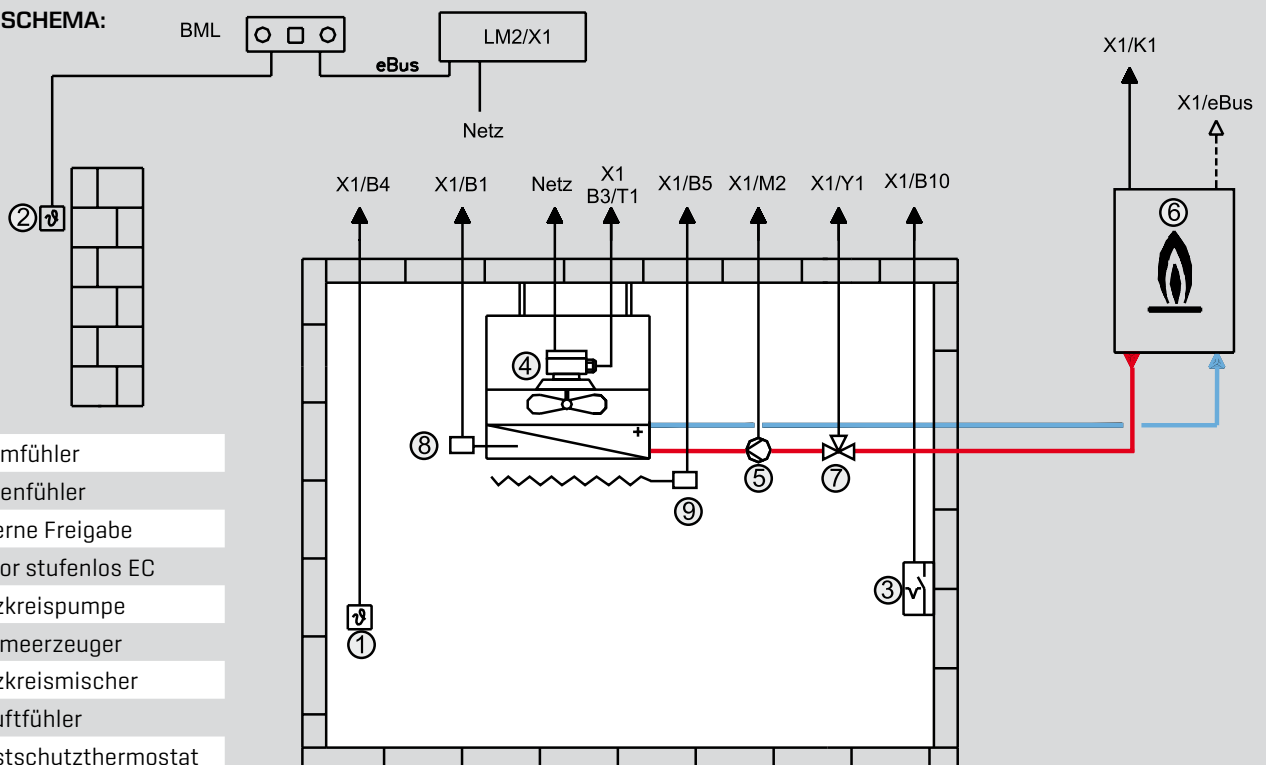 SCHEMA:
BML
LM2/X1
eBus
Netz
X1/K1
X1/eBus
X1/B4
X1/B1
Netz
X1
B3/T1
X1/B5
X1/M2
X1/Y1
X1/B10
2
6
4
8
+
5
7
9
3
1
mfühler
enfühler
erne Freigabe
or stufenlos EC
zkreispumpe
meerzeuger
zkreismischer
uftfühler
stschutzthermostat